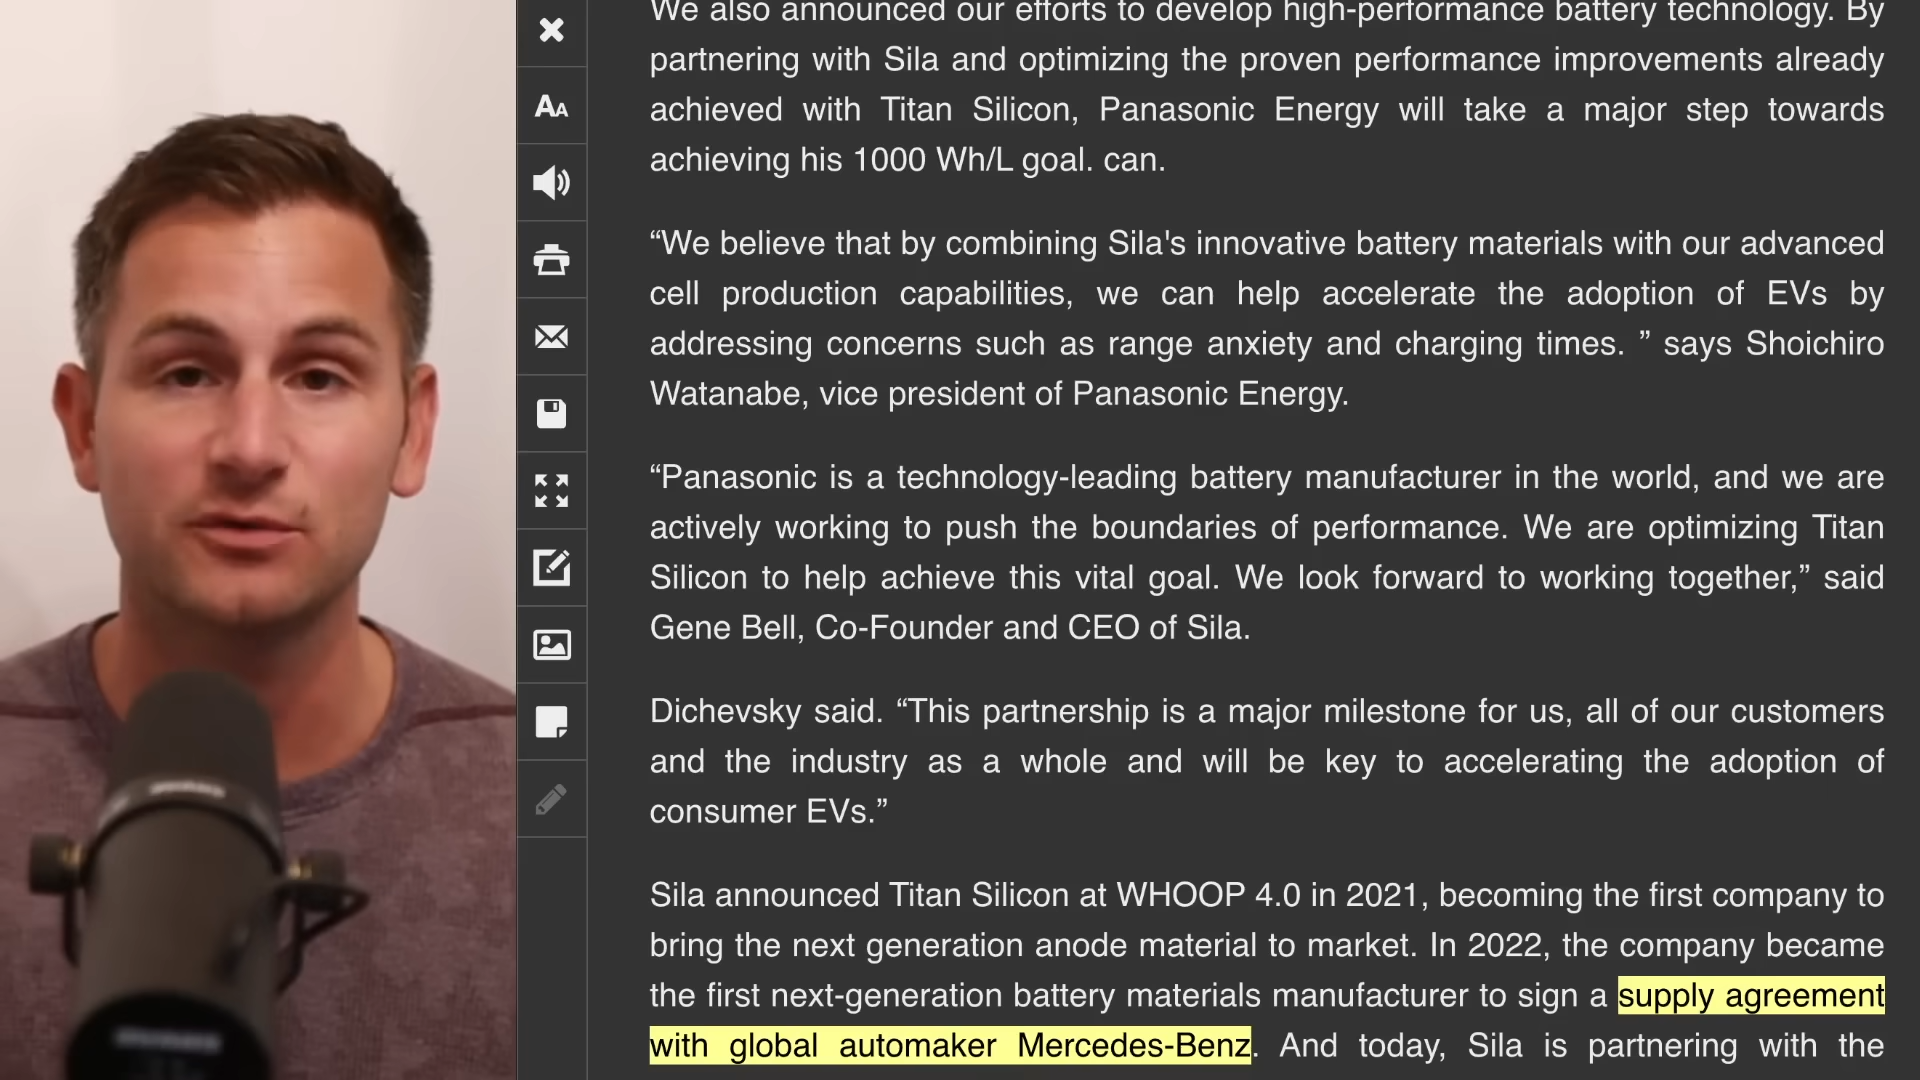 We also announced our efforts to develop high-performance battery technology. By
partnering with Sila and optimizing the proven performance improvements already
achieved with Titan Silicon, Panasonic Energy will take a major step towards
achieving his 1000 Wh/L goal. can.
“We believe that by combining Sila's innovative battery materials with our advanced
cell production capabilities, we can help accelerate the adoption of EVs by
addressing concerns such as range anxiety and charging times. ” says Shoichiro
Watanabe, vice president of Panasonic Energy.
“Panasonic is a technology-leading battery manufacturer in the world, and we are
actively working to push the boundaries of performance. We are optimizing Titan
Silicon to help achieve this vital goal. We look forward to working together,” said
Gene Bell, Co-Founder and CEO of Sila.
Dichevsky said. “This partnership is a major milestone for us, all of our customers
and the industry as a whole and will be key to accelerating the adoption of
consumer EVs.”
Sila announced Titan Silicon at WHOOP 4.0 in 2021, becoming the first company to
bring the next generation anode material to market. In 2022, the company became
the first next-generation battery materials manufacturer to sign a supply agreement
with global automaker Mercedes-Benz. And today, Sila is partnering with the